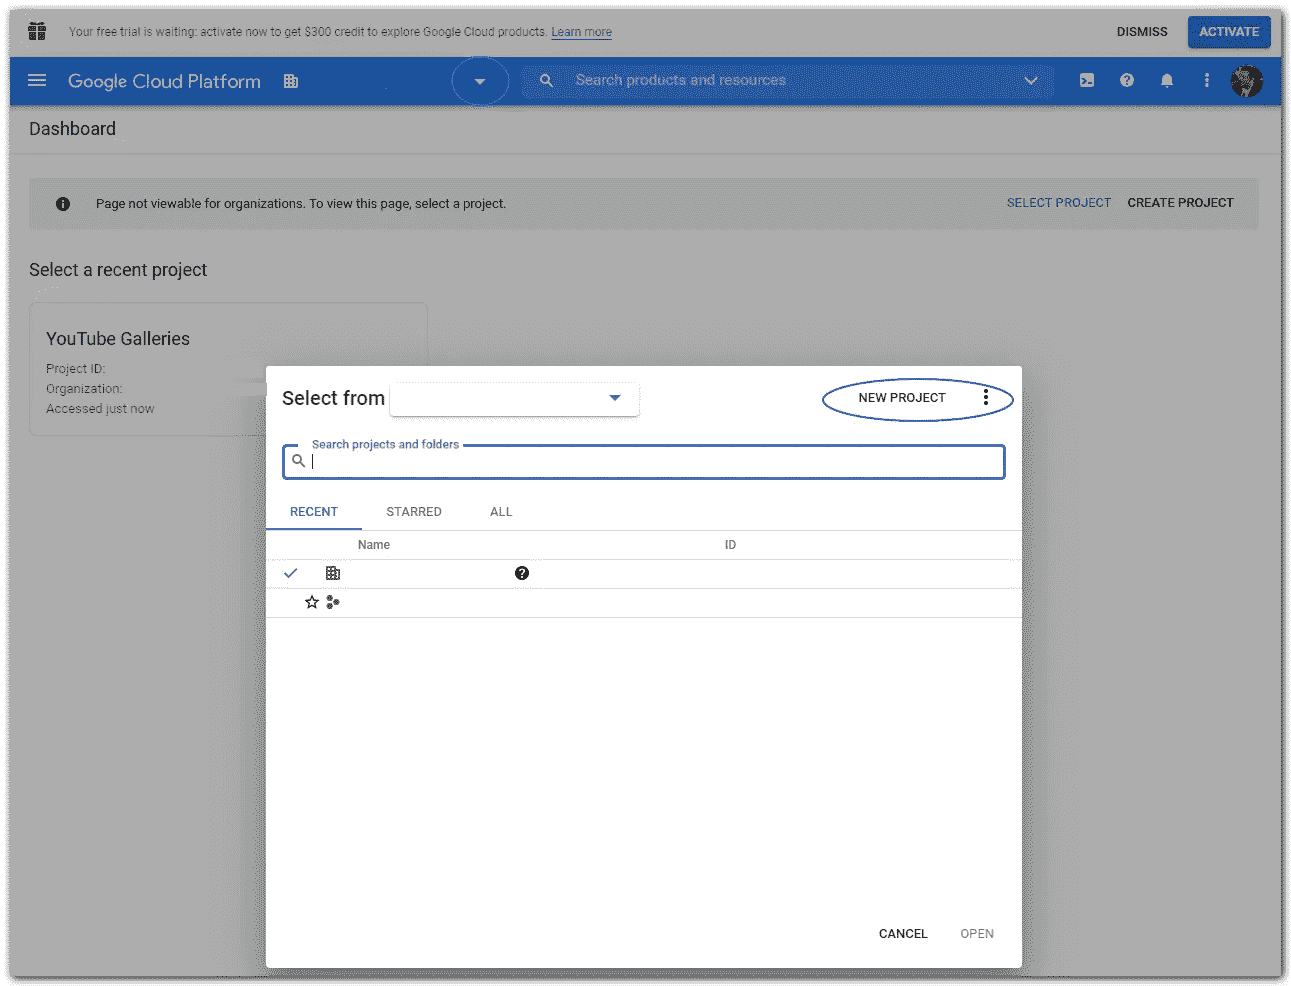 Your free trial is waiting: activate now to get $300 credit to explore Google Cloud products. Learn more
DISMISS
ACTIVATE
Google Cloud Platform
Search products and resources
Dashboard
Page not viewable for organizations. To view this page, select a project.
SELECT PROJECT
CREATE PROJECT
Select a recent project
YouTube Galleries
Project ID:
Organization:
Accessed just now
Select from
NEW PROJECT
Search projects and folders
RECENT
STARRED
ALL
Name
ID
CANCEL
OPEN